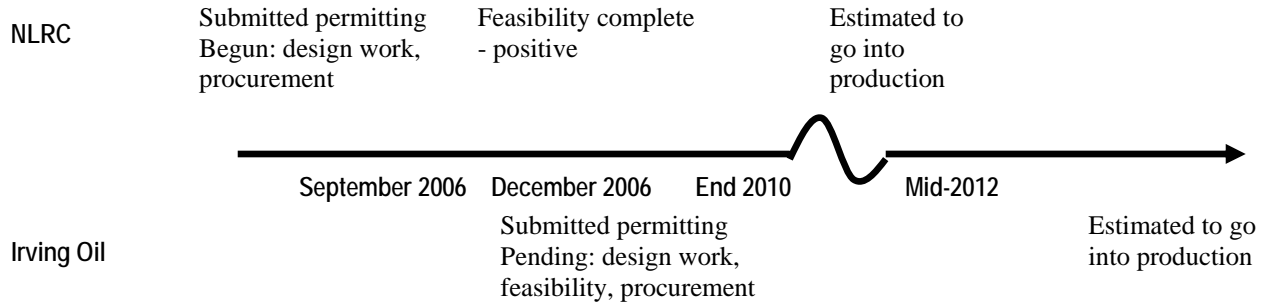 NLRC
Submitted permitting
Begun: design work,
procurement
Feasibility complete
- positive
Estimated to
go into
production
September 2006
December 2006
End 2010
Mid-2012
Irving Oil
Submitted permitting
Pending: design work,
feasibility, procurement
Estimated to go
into production